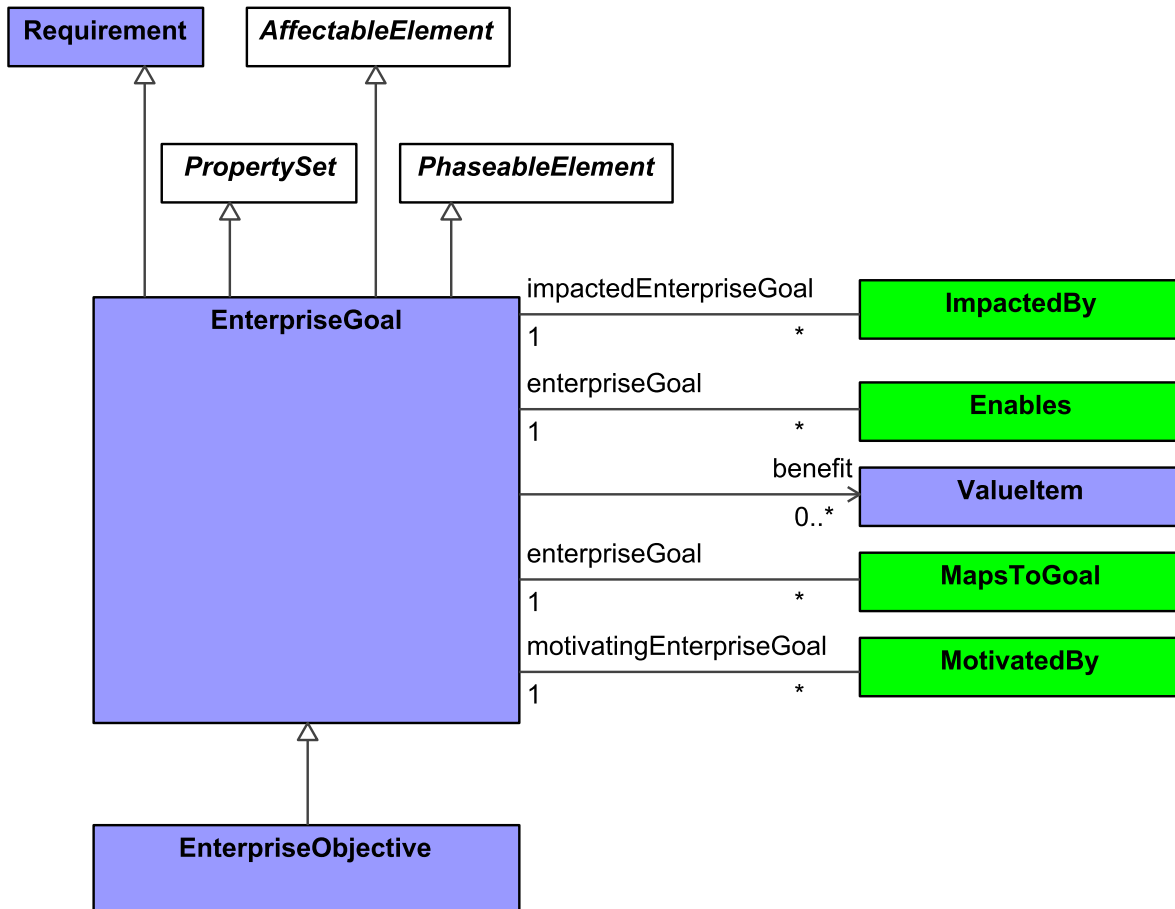 Requirement
AffectableElement
PropertySet
PhaseableElement
EnterpriseGoal
impactedEnterpriseGoal
1
*
ImpactedBy
enterpriseGoal
1
*
Enables
benefit
0..*
ValueItem
enterpriseGoal
1
*
MapsToGoal
motivatingEnterpriseGoal
1
*
MotivatedBy
EnterpriseObjective